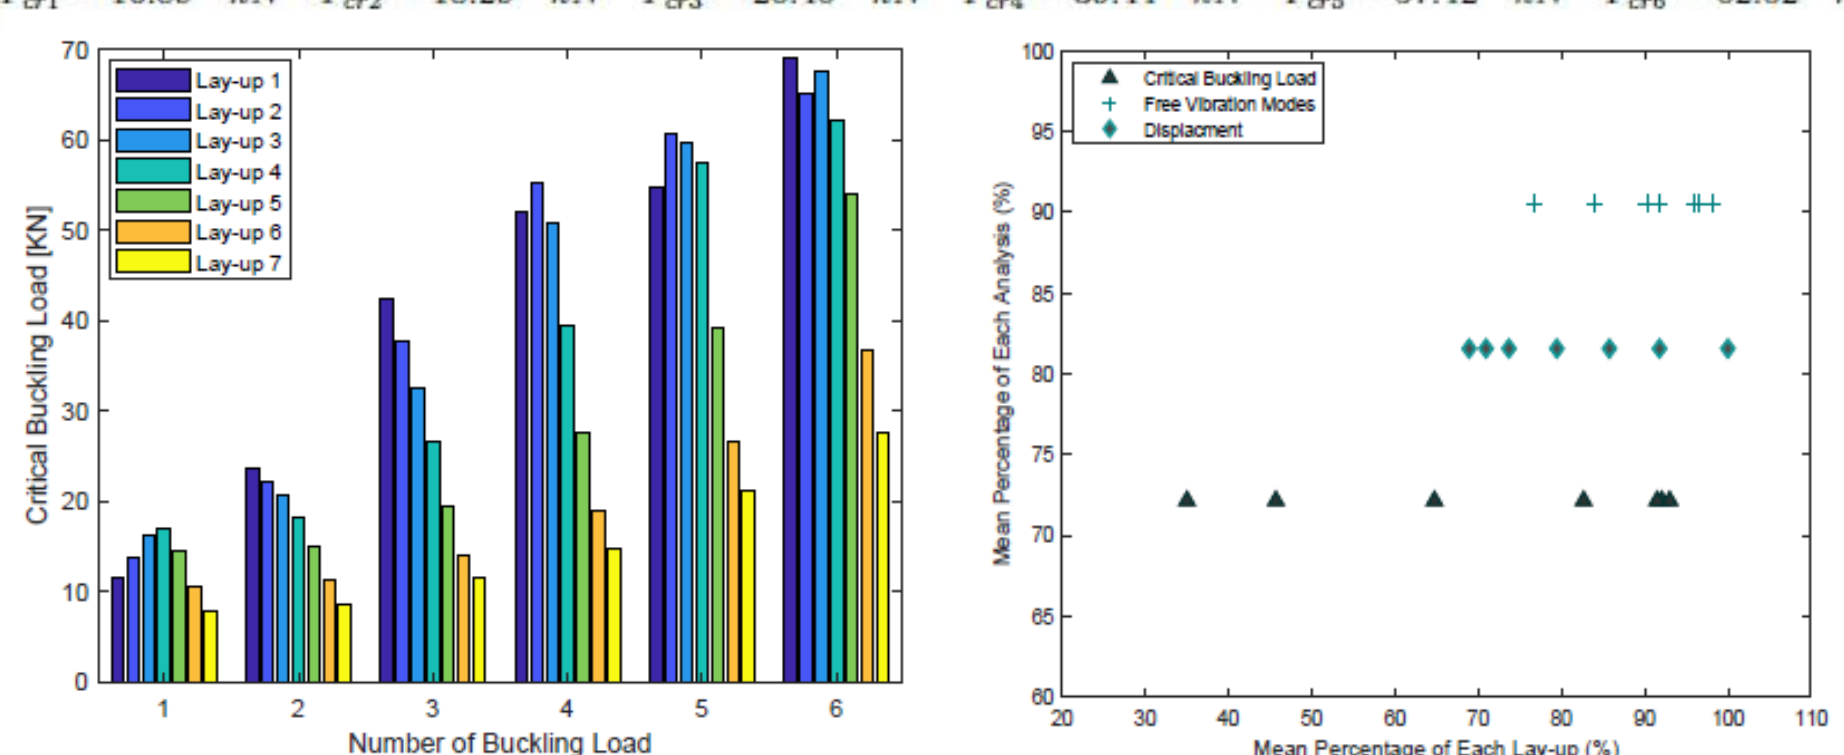 70
60
50
40
30
20
10
0
Critical Buckling Load [KN]
Lay-up 1
Lay-up 2
Lay-up 3
Lay-up 4
Lay-up 5
Lay-up 6
Lay-up 7
1 2 3 4 5 6
Number of Buckling Load
100
95
90
85
80
75
70
65
60
Mean Percentage of Each Analysis (%)
Critical Buckling Load
Free Vibration Modes
Displacment
20 30 40 50 60 70 80 90 100 110
Mean Percentage of Each Lay-up (%)